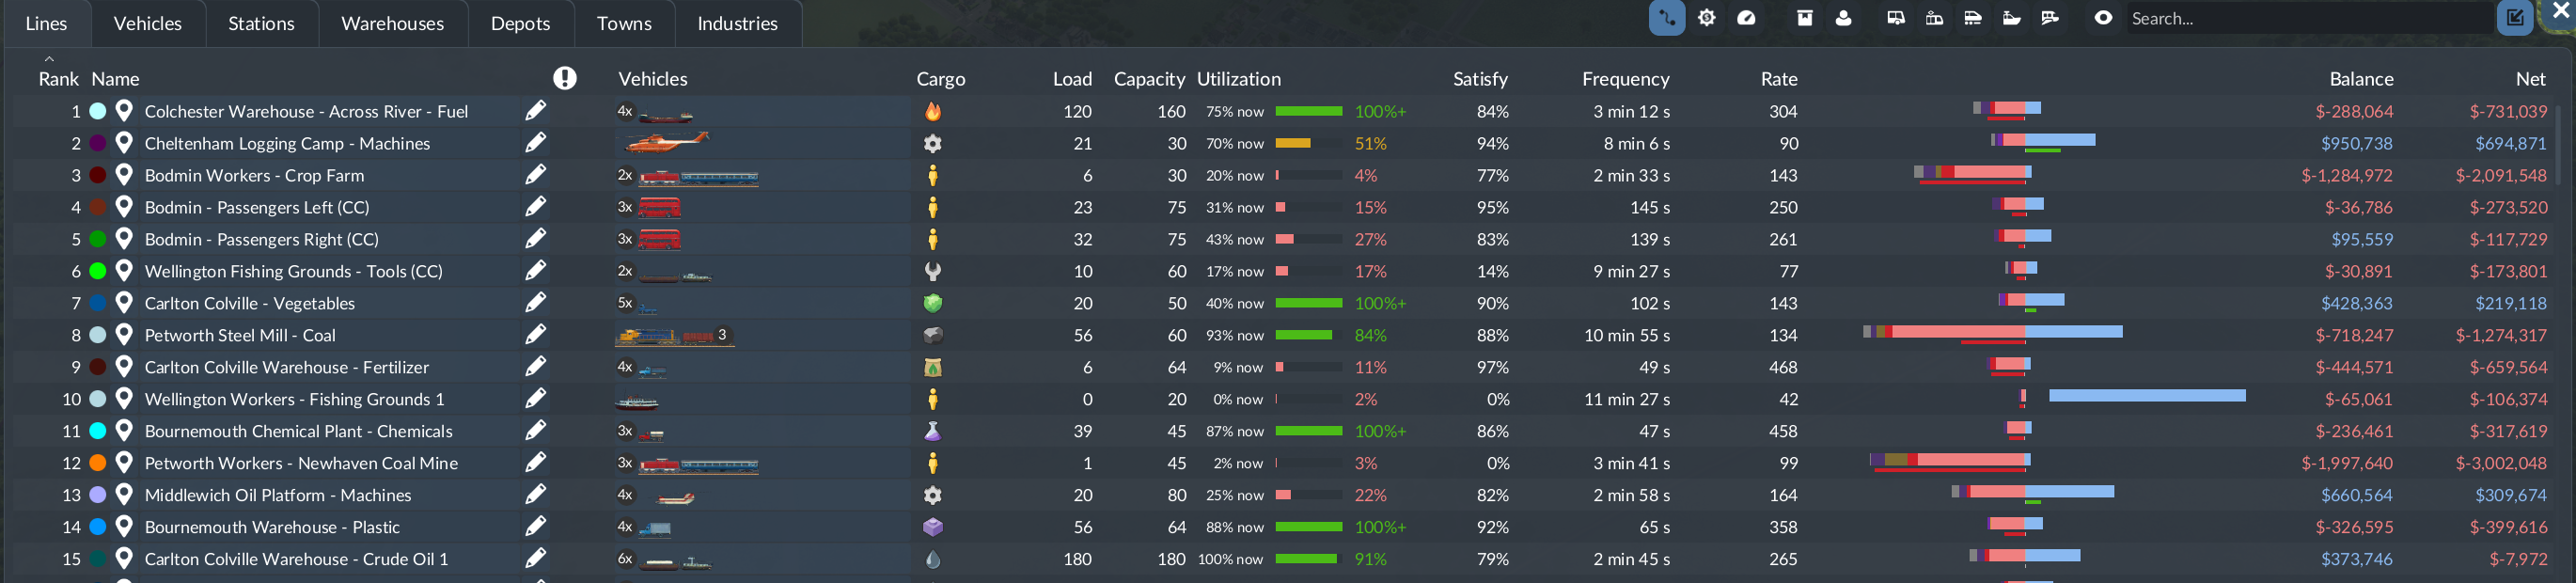 Lines Vehicles Stations Warehouses Depots Towns Industries Search...
Rank Name Vehicles Cargo Load Capacity Utilization Satisfy Frequency Rate Balance Net
1 Colchester Warehouse - Across River - Fuel 4x 120 160 75% now 100%+ 84% 3 min 12 s 304 $-288,064 $-731,039
2 Cheltenham Logging Camp - Machines 21 30 70% now 51% 94% 8 min 6 s 90 $950,738 $694,871
3 Bodmin Workers - Crop Farm 2x 6 30 20% now 4% 77% 2 min 33 s 143 $-1,284,972 $-2,091,548
4 Bodmin - Passengers Left (CC) 3x 23 75 31% now 15% 95% 145 s 250 $-36,786 $-273,520
5 Bodmin - Passengers Right (CC) 3x 32 75 43% now 27% 83% 139 s 261 $95,559 $-117,729
6 Wellington Fishing Grounds - Tools (CC) 2x 10 60 17% now 17% 14% 9 min 27 s 77 $-30,891 $-173,801
7 Carlton Colville - Vegetables 5x 20 50 40% now 100%+ 90% 102 s 143 $428,363 $219,118
8 Petworth Steel Mill - Coal 3 56 60 93% now 84% 88% 10 min 55 s 134 $-718,247 $-1,274,317
9 Carlton Colville Warehouse - Fertilizer 4x 6 64 9% now 11% 97% 49 s 468 $-444,571 $-659,564
10 Wellington Workers - Fishing Grounds 1 0 20 0% now 2% 0% 11 min 27 s 42 $-65,061 $-106,374
11 Bournemouth Chemical Plant - Chemicals 3x 39 45 87% now 100%+ 86% 47 s 458 $-236,461 $-317,619
12 Petworth Workers - Newhaven Coal Mine 3x 1 45 2% now 3% 0% 3 min 41 s 99 $-1,997,640 $-3,002,048
13 Middlewich Oil Platform - Machines 4x 20 80 25% now 22% 82% 2 min 58 s 164 $660,564 $309,674
14 Bournemouth Warehouse - Plastic 4x 56 64 88% now 100%+ 92% 65 s 358 $-326,595 $-399,616
15 Carlton Colville Warehouse - Crude Oil 1 6x 180 180 100% now 91% 79% 2 min 45 s 265 $373,746 $-7,972